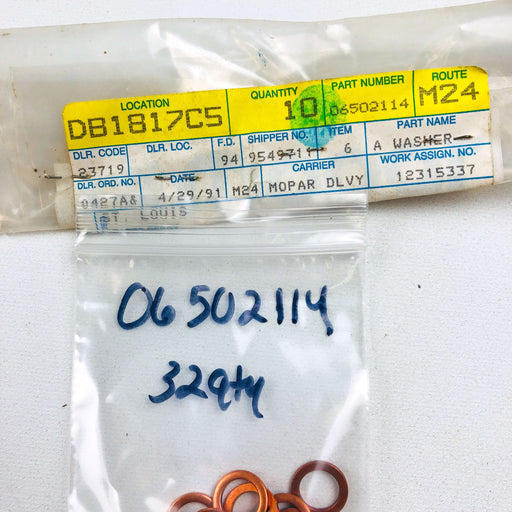 LOCATION QUANTITY PART NUMBER ROUTE
DB1817C5 10 06502114 M24
DLR. CODE DLR. LOC. F.D. SHIPPER NO. ITEM PART NAME
23719 94 9549711 6 A WASHER
DLR. ORD. NO. DATE CARRIER WORK ASSIGN. NO.
0427A& 4/29/91 M24 MOPAR DLVY 12315337
ST. LOUIS
06502114
32qty